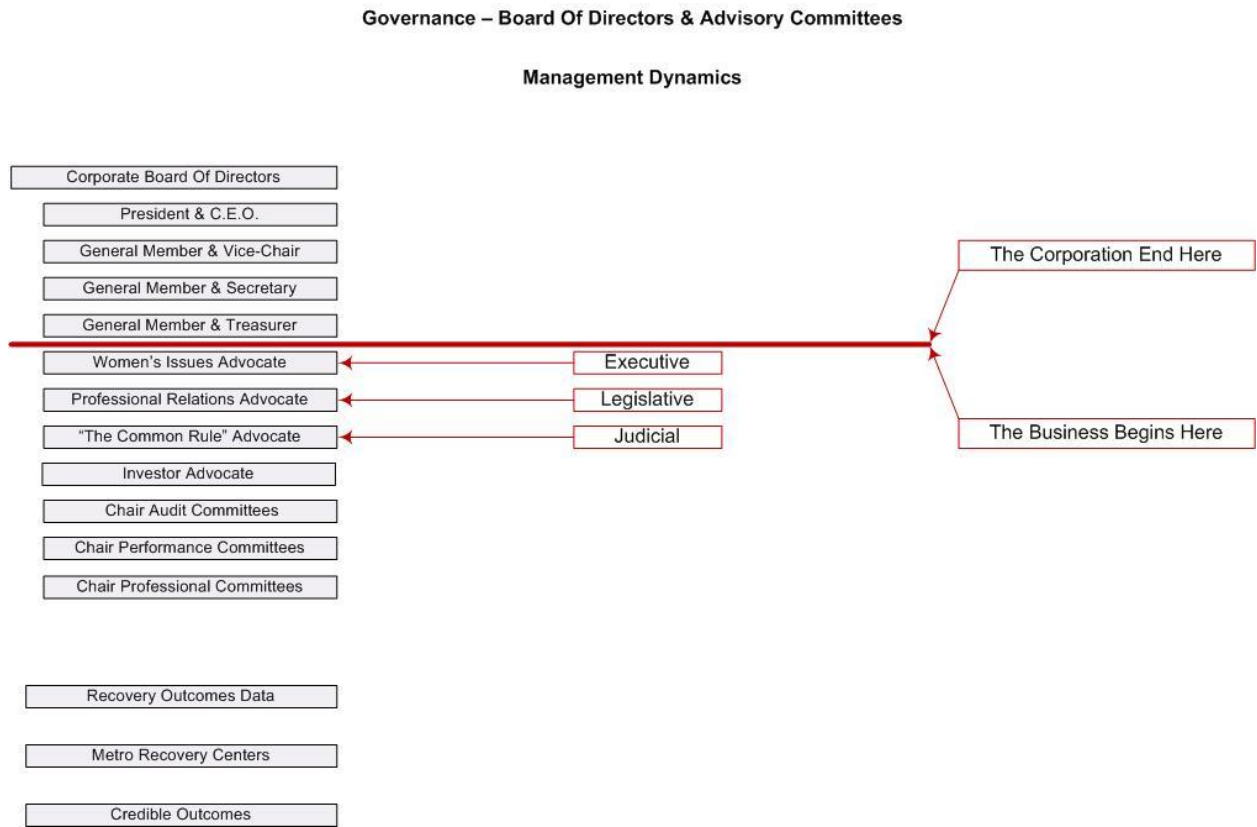 Governance – Board Of Directors & Advisory Committees
Management Dynamics
Corporate Board Of Directors
President & C.E.O.
General Member & Vice-Chair
The Corporation End Here
General Member & Secretary
General Member & Treasurer
Women's Issues Advocate
Executive
Professional Relations Advocate
Legislative
“The Common Rule” Advocate
Judicial
The Business Begins Here
Investor Advocate
Chair Audit Committees
Chair Performance Committees
Chair Professional Committees
Recovery Outcomes Data
Metro Recovery Centers
Credible Outcomes